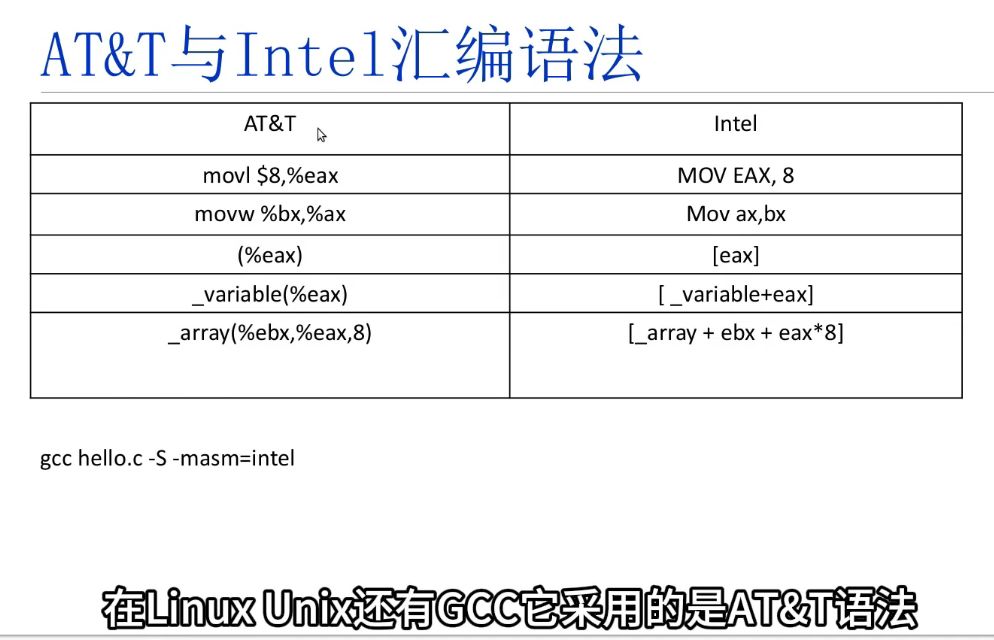 AT&T与Intel汇编语法
AT&T Intel
movl $8,%eax MOV EAX, 8
movw %bx,%ax Mov ax,bx
(%eax) [eax]
_variable(%eax) [ _variable+eax]
_array(%ebx,%eax,8) [_array + ebx + eax*8]
gcc hello.c -S -masm=intel
在Linux Unix还有GCC它采用的是AT&T语法